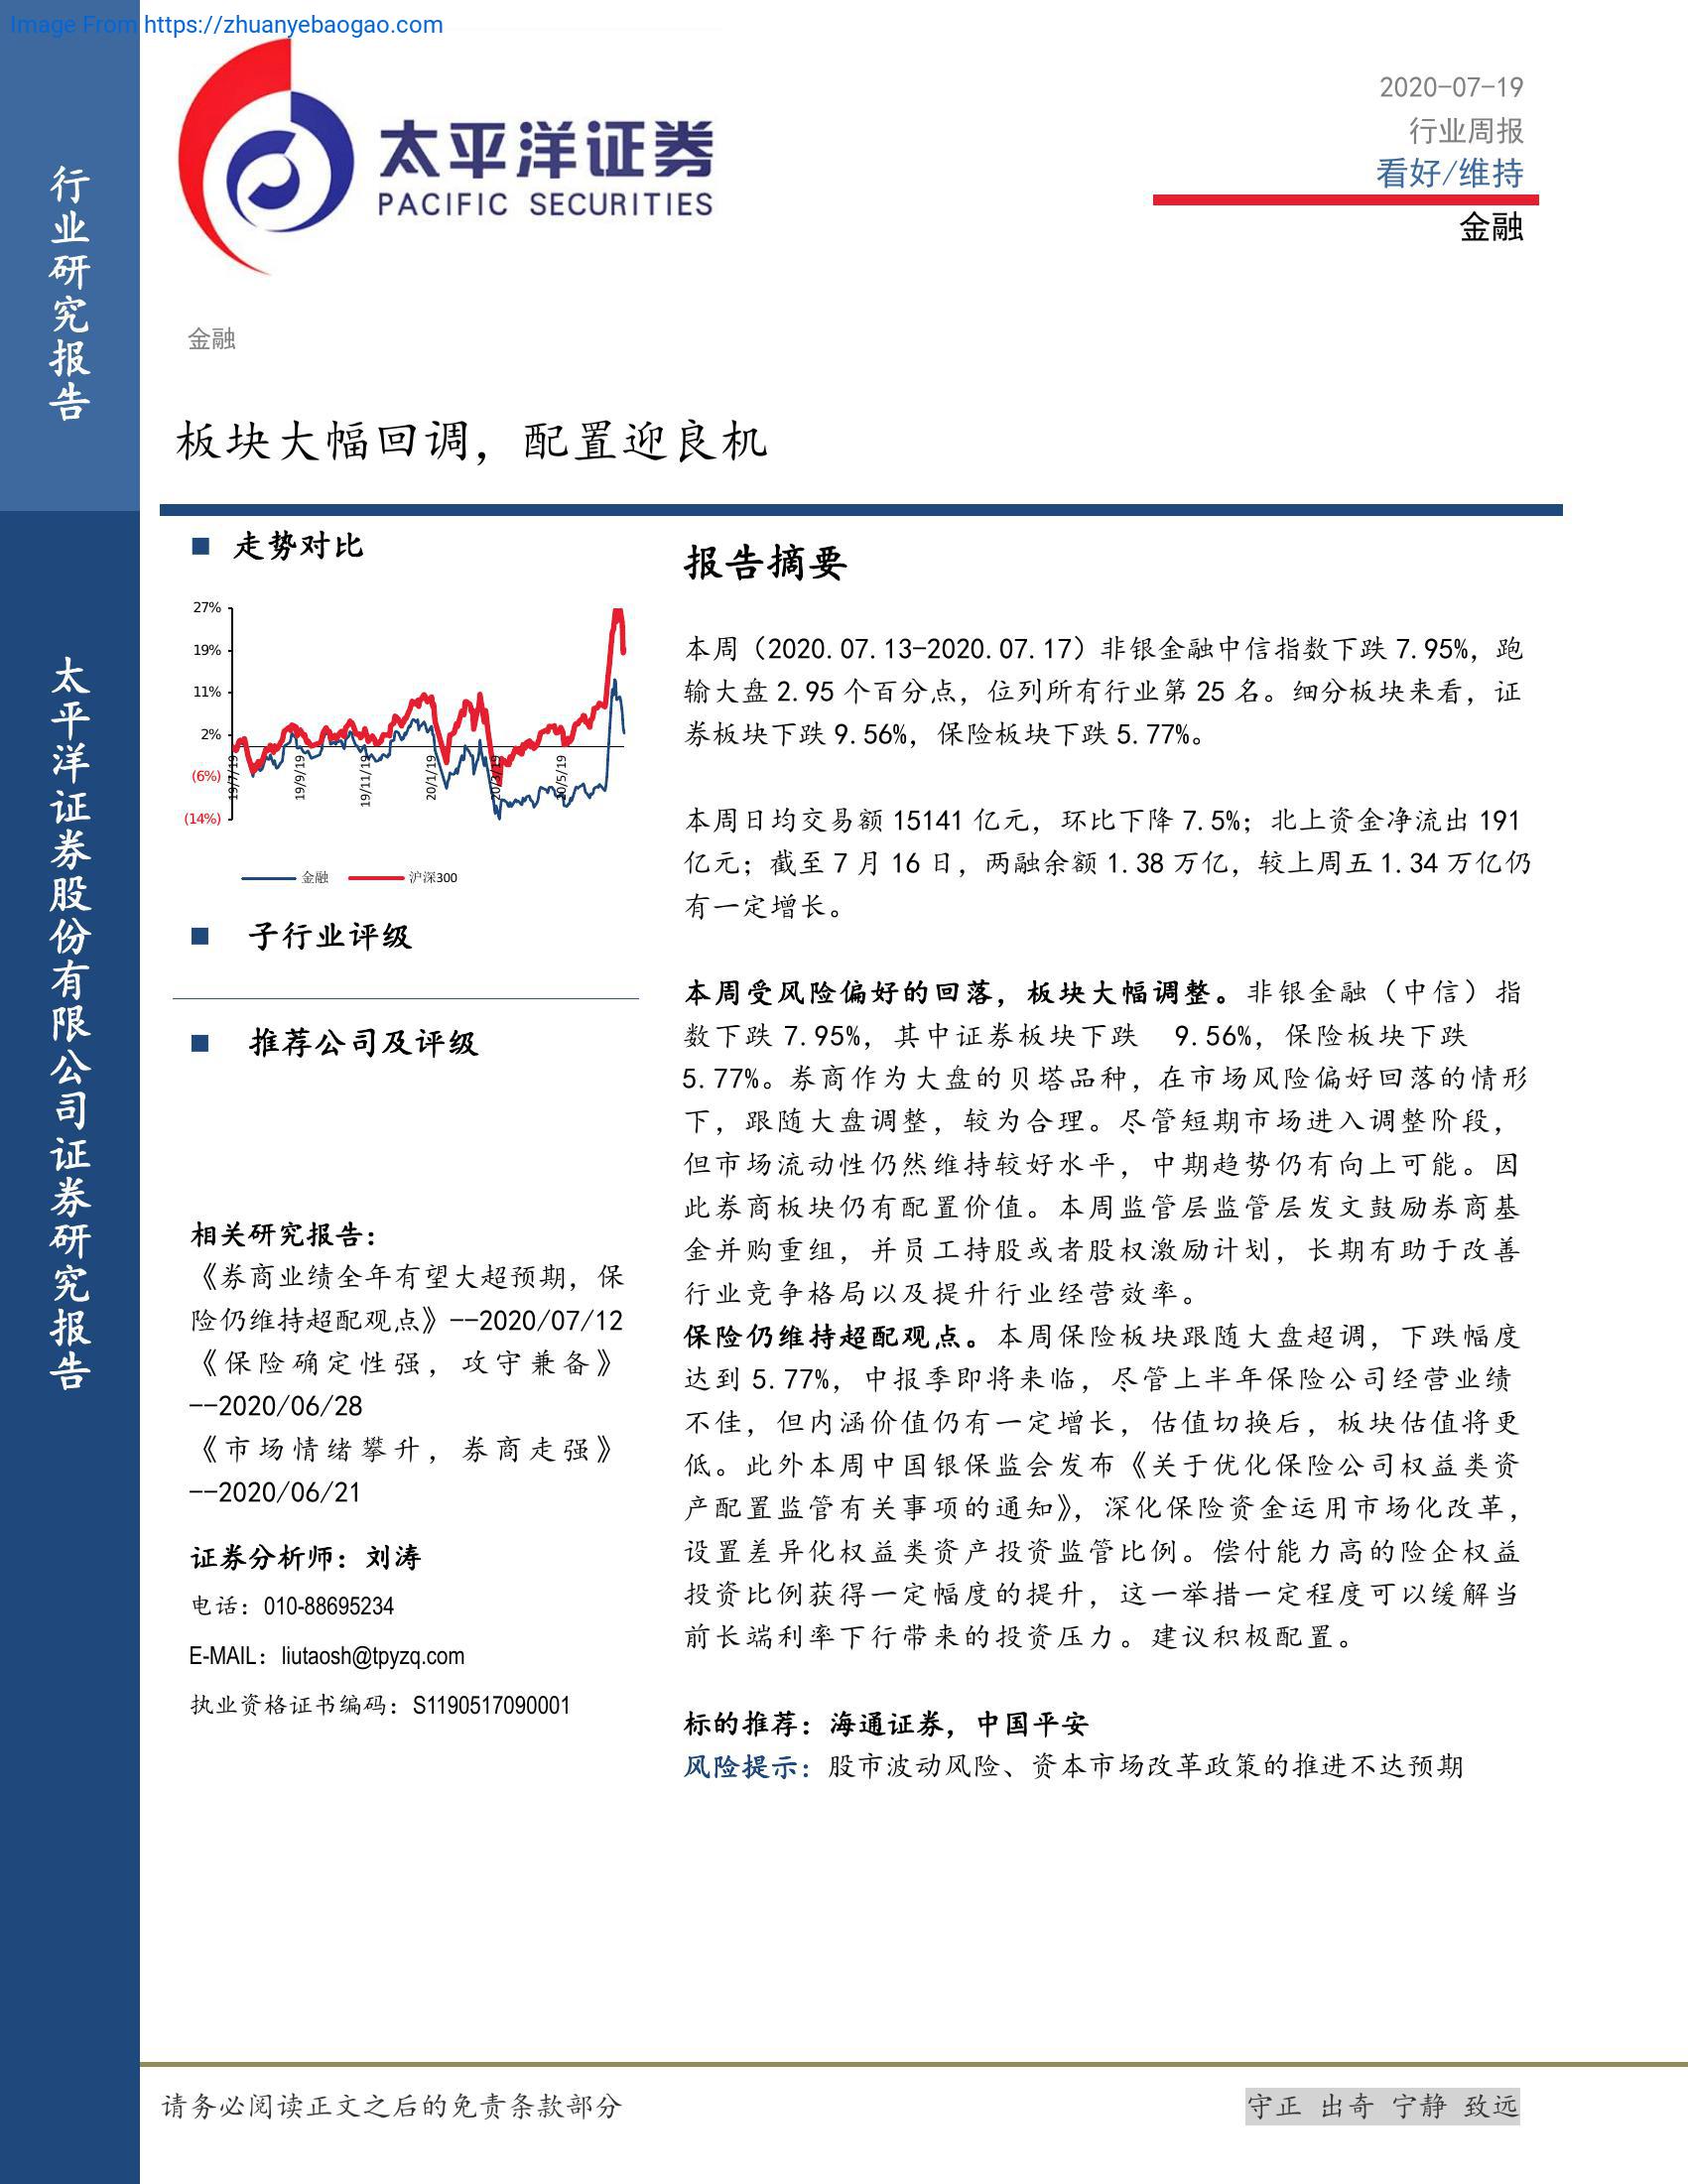 Image From https://zhuanyebaogao.com
行业研究报告
太平洋证券股份有限公司证券研究报告
太平洋证券
PACIFIC SECURITIES
2020-07-19
行业周报
看好/维持
金融
金融
板块大幅回调，配置迎良机
■ 走势对比
27%
19%
11%
2%
(6%)
(14%)
19/7/19
19/9/19
19/11/19
20/1/19
20/3/19
20/5/19
金融 沪深300
■ 子行业评级
■ 推荐公司及评级
相关研究报告：
《券商业绩全年有望大超预期，保
险仍维持超配观点》--2020/07/12
《保险确定性强，攻守兼备》
--2020/06/28
《市场情绪攀升，券商走强》
--2020/06/21
证券分析师：刘涛
电话：010-88695234
E-MAIL：liutaosh@tpyzq.com
执业资格证书编码：S1190517090001
报告摘要
本周（2020.07.13-2020.07.17）非银金融中信指数下跌 7.95%，跑
输大盘 2.95 个百分点，位列所有行业第 25 名。细分板块来看，证
券板块下跌 9.56%，保险板块下跌 5.77%。
本周日均交易额 15141 亿元，环比下降 7.5%；北上资金净流出 191
亿元；截至 7 月 16 日，两融余额 1.38 万亿，较上周五 1.34 万亿仍
有一定增长。
本周受风险偏好的回落，板块大幅调整。非银金融（中信）指
数下跌 7.95%，其中证券板块下跌 9.56%，保险板块下跌
5.77%。券商作为大盘的贝塔品种，在市场风险偏好回落的情形
下，跟随大盘调整，较为合理。尽管短期市场进入调整阶段，
但市场流动性仍然维持较好水平，中期趋势仍有向上可能。因
此券商板块仍有配置价值。本周监管层监管层发文鼓励券商基
金并购重组，并员工持股或者股权激励计划，长期有助于改善
行业竞争格局以及提升行业经营效率。
保险仍维持超配观点。本周保险板块跟随大盘超调，下跌幅度
达到 5.77%，中报季即将来临，尽管上半年保险公司经营业绩
不佳，但内涵价值仍有一定增长，估值切换后，板块估值将更
低。此外本周中国银保监会发布《关于优化保险公司权益类资
产配置监管有关事项的通知》，深化保险资金运用市场化改革，
设置差异化权益类资产投资监管比例。偿付能力高的险企权益
投资比例获得一定幅度的提升，这一举措一定程度可以缓解当
前长端利率下行带来的投资压力。建议积极配置。
标的推荐：海通证券，中国平安
风险提示：股市波动风险、资本市场改革政策的推进不达预期
请务必阅读正文之后的免责条款部分
守正 出奇 宁静 致远